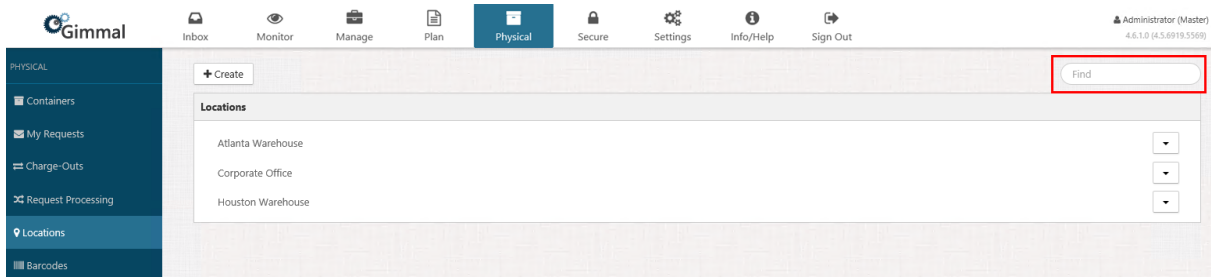 Gimmal
Inbox
Monitor
Manage
Plan
Physical
Secure
Settings
Info/Help
Sign Out
Administrator (Master)
4.6.1.0 (4.5.6919.5569)
PHYSICAL
Containers
My Requests
Charge-Outs
Request Processing
Locations
Barcodes
+ Create
Find
Locations
Atlanta Warehouse
Corporate Office
Houston Warehouse